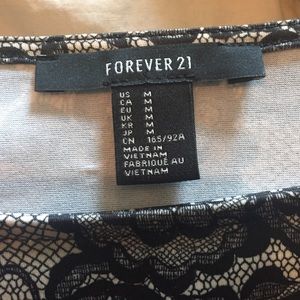 FOREVER 21
US M
CA M
EU M
UK M
KR M
JP M
CN 165/92A
MADE IN
VIETNAM
FABRIQUÉ AU
VIETNAM